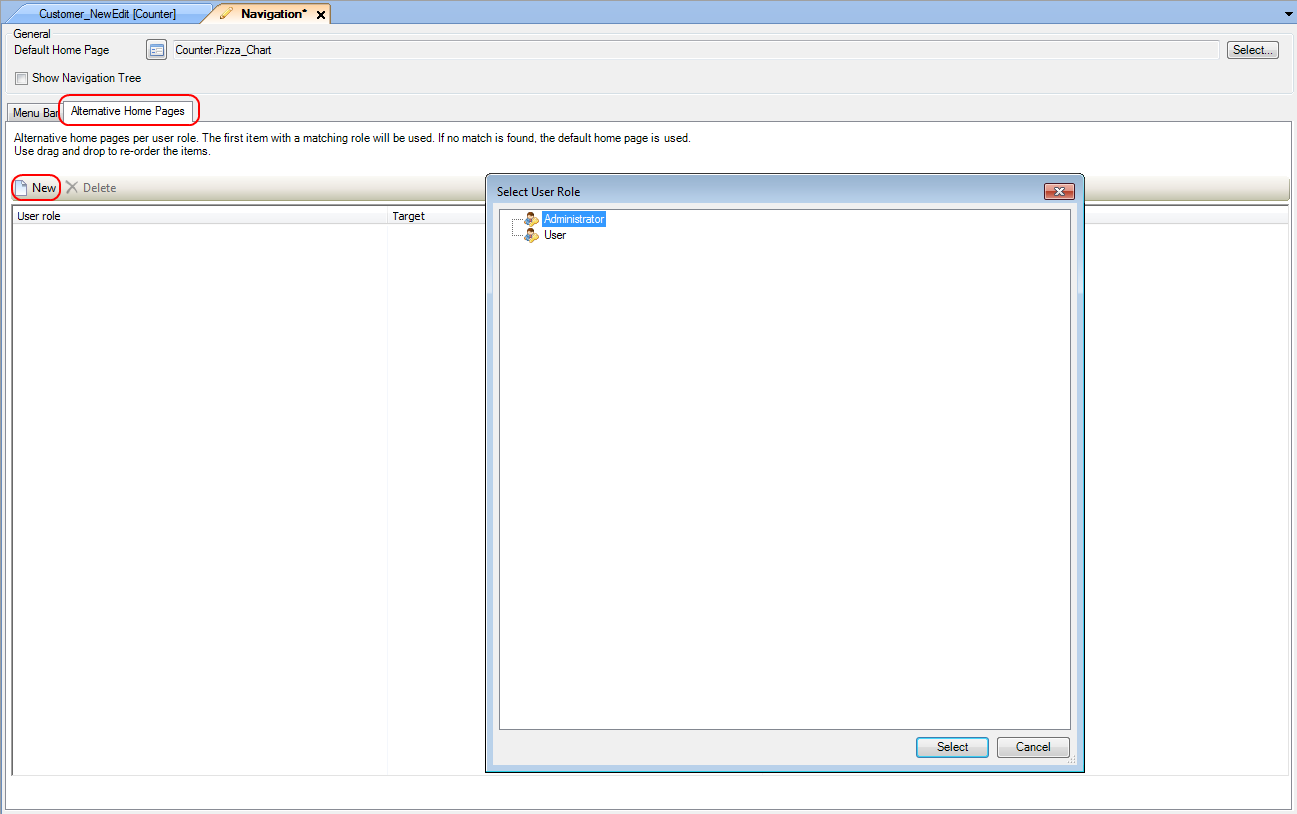 Customer_NewEdit [Counter]
Navigation*
General
Default Home Page
Counter.Pizza_Chart
Select...
Show Navigation Tree
Menu Bar
Alternative Home Pages
Alternative home pages per user role. The first item with a matching role will be used. If no match is found, the default home page is used.
Use drag and drop to re-order the items.
New
Delete
User role
Target
Select User Role
Administrator
User
Select
Cancel